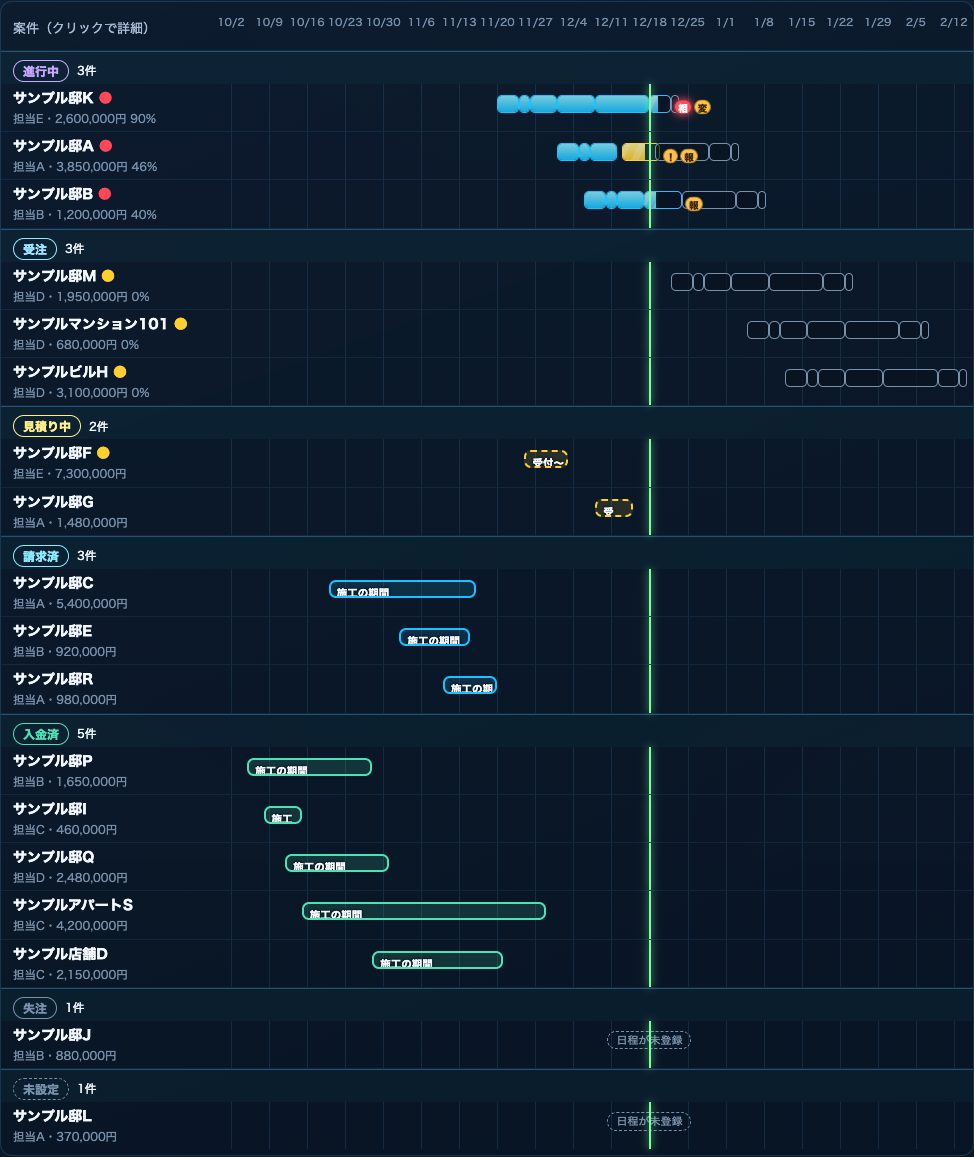 案件（クリックで詳細） 10/2 10/9 10/16 10/23 10/30 11/6 11/13 11/20 11/27 12/4 12/11 12/18 12/25 1/1 1/8 1/15 1/22 1/29 2/5 2/12
進行中 3件
サンプル邸K
相 変
担当E・2,600,000円 90%
サンプル邸A
! 報
担当A・3,850,000円 46%
サンプル邸B
報
担当B・1,200,000円 40%
受注 3件
サンプル邸M
担当D・1,950,000円 0%
サンプルマンション101
担当D・680,000円 0%
サンプルビルH
担当D・3,100,000円 0%
見積り中 2件
サンプル邸F
受付〜
担当E・7,300,000円
サンプル邸G
受
担当A・1,480,000円
請求済 3件
サンプル邸C
施工の期間
担当A・5,400,000円
サンプル邸E
施工の期間
担当B・920,000円
サンプル邸R
施工の期
担当A・980,000円
入金済 5件
サンプル邸P
施工の期間
担当B・1,650,000円
サンプル邸I
施工
担当C・460,000円
サンプル邸Q
施工の期間
担当D・2,480,000円
サンプルアパートS
施工の期間
担当C・4,200,000円
サンプル店舗D
施工の期間
担当C・2,150,000円
失注 1件
サンプル邸J
日程が未登録
担当B・880,000円
未設定 1件
サンプル邸L
日程が未登録
担当A・370,000円